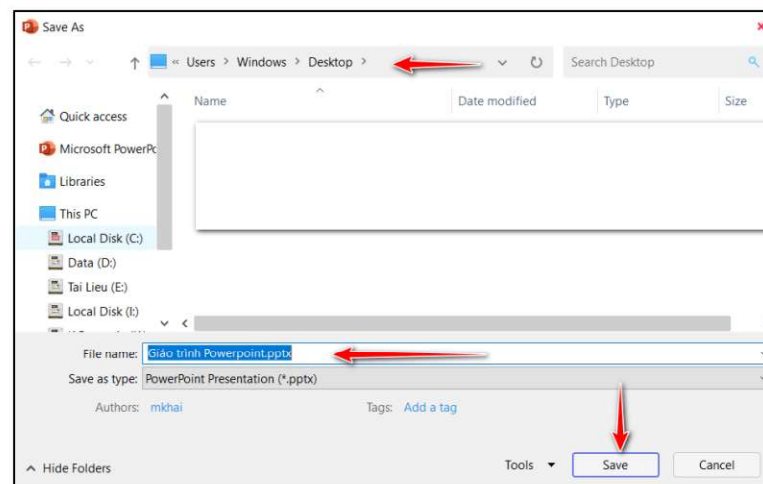 Save As
« Users > Windows > Desktop >
Search Desktop
Name Date modified Type Size
Quick access
Microsoft PowerPo
Libraries
This PC
Local Disk (C:)
Data (D:)
Tai Lieu (E:)
Local Disk (I:)
File name: Giáo trình Powerpoint.pptx
Save as type: PowerPoint Presentation (*.pptx)
Authors: mkhai Tags: Add a tag
Hide Folders Tools Save Cancel